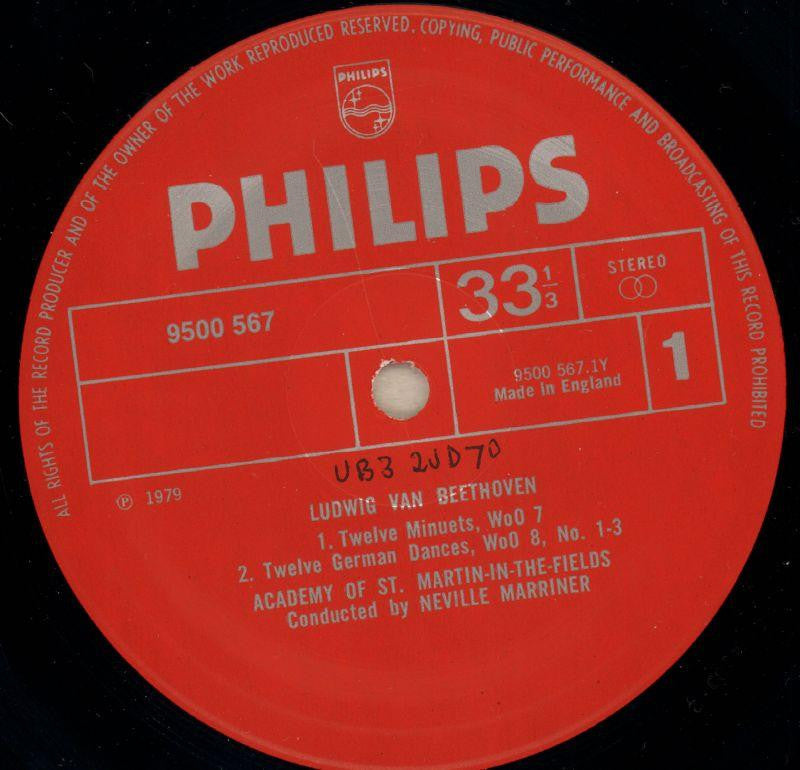 ALL RIGHTS OF THE RECORD PRODUCER AND OF THE OWNER OF THE WORK REPRODUCED RESERVED. COPYING, PUBLIC PERFORMANCE AND BROADCASTING OF THIS RECORD PROHIBITED
PHILIPS
PHILIPS
9500 567
33 1/3
STEREO
9500 567.1Y
Made in England
1
UB3 2UD70
Ⓟ 1979
LUDWIG VAN BEETHOVEN
1. Twelve Minuets, WoO 7
2. Twelve German Dances, WoO 8, No. 1-3
ACADEMY OF ST. MARTIN-IN-THE-FIELDS
Conducted by NEVILLE MARRINER